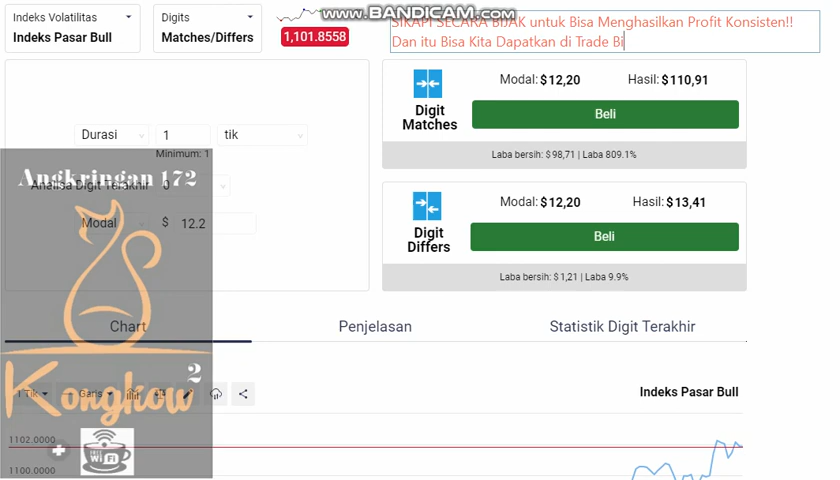 www.BANDICAM.com
Indeks Volatilitas
Indeks Pasar Bull
Digits
Matches/Differs
1,101.8558
SIKAPI SECARA BIJAK untuk Bisa Menghasilkan Profit Konsisten!!
Dan itu Bisa Kita Dapatkan di Trade Bi
Durasi 1 tik
Minimum: 1
Angkringan 172
Analisa Digit Terakhir 0
Modal $ 12.2
Digit Matches
Modal: $12,20 Hasil: $110,91
Beli
Laba bersih: $98,71 | Laba 809.1%
Digit Differs
Modal: $12,20 Hasil: $13,41
Beli
Laba bersih: $1,21 | Laba 9.9%
Chart Penjelasan Statistik Digit Terakhir
Kongkow 2
1 Tik Garis
Indeks Pasar Bull
1102.0000
1100.0000
FREE WiFi